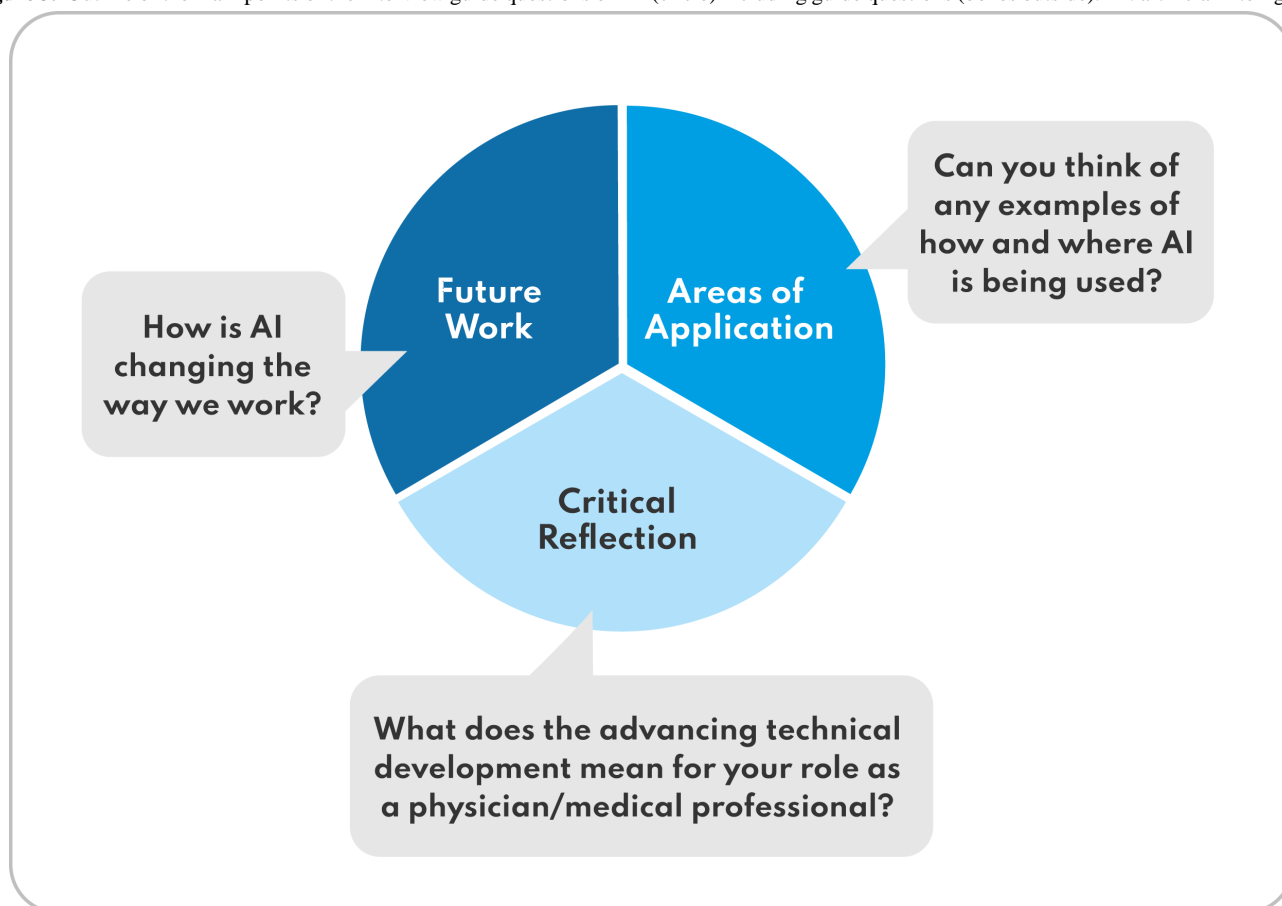 Can you think of
any examples of
how and where AI
is being used?
Future
Work
Areas of
Application
How is AI
changing the
way we work?
Critical
Reflection
What does the advancing technical
development mean for your role as
a physician/medical professional?